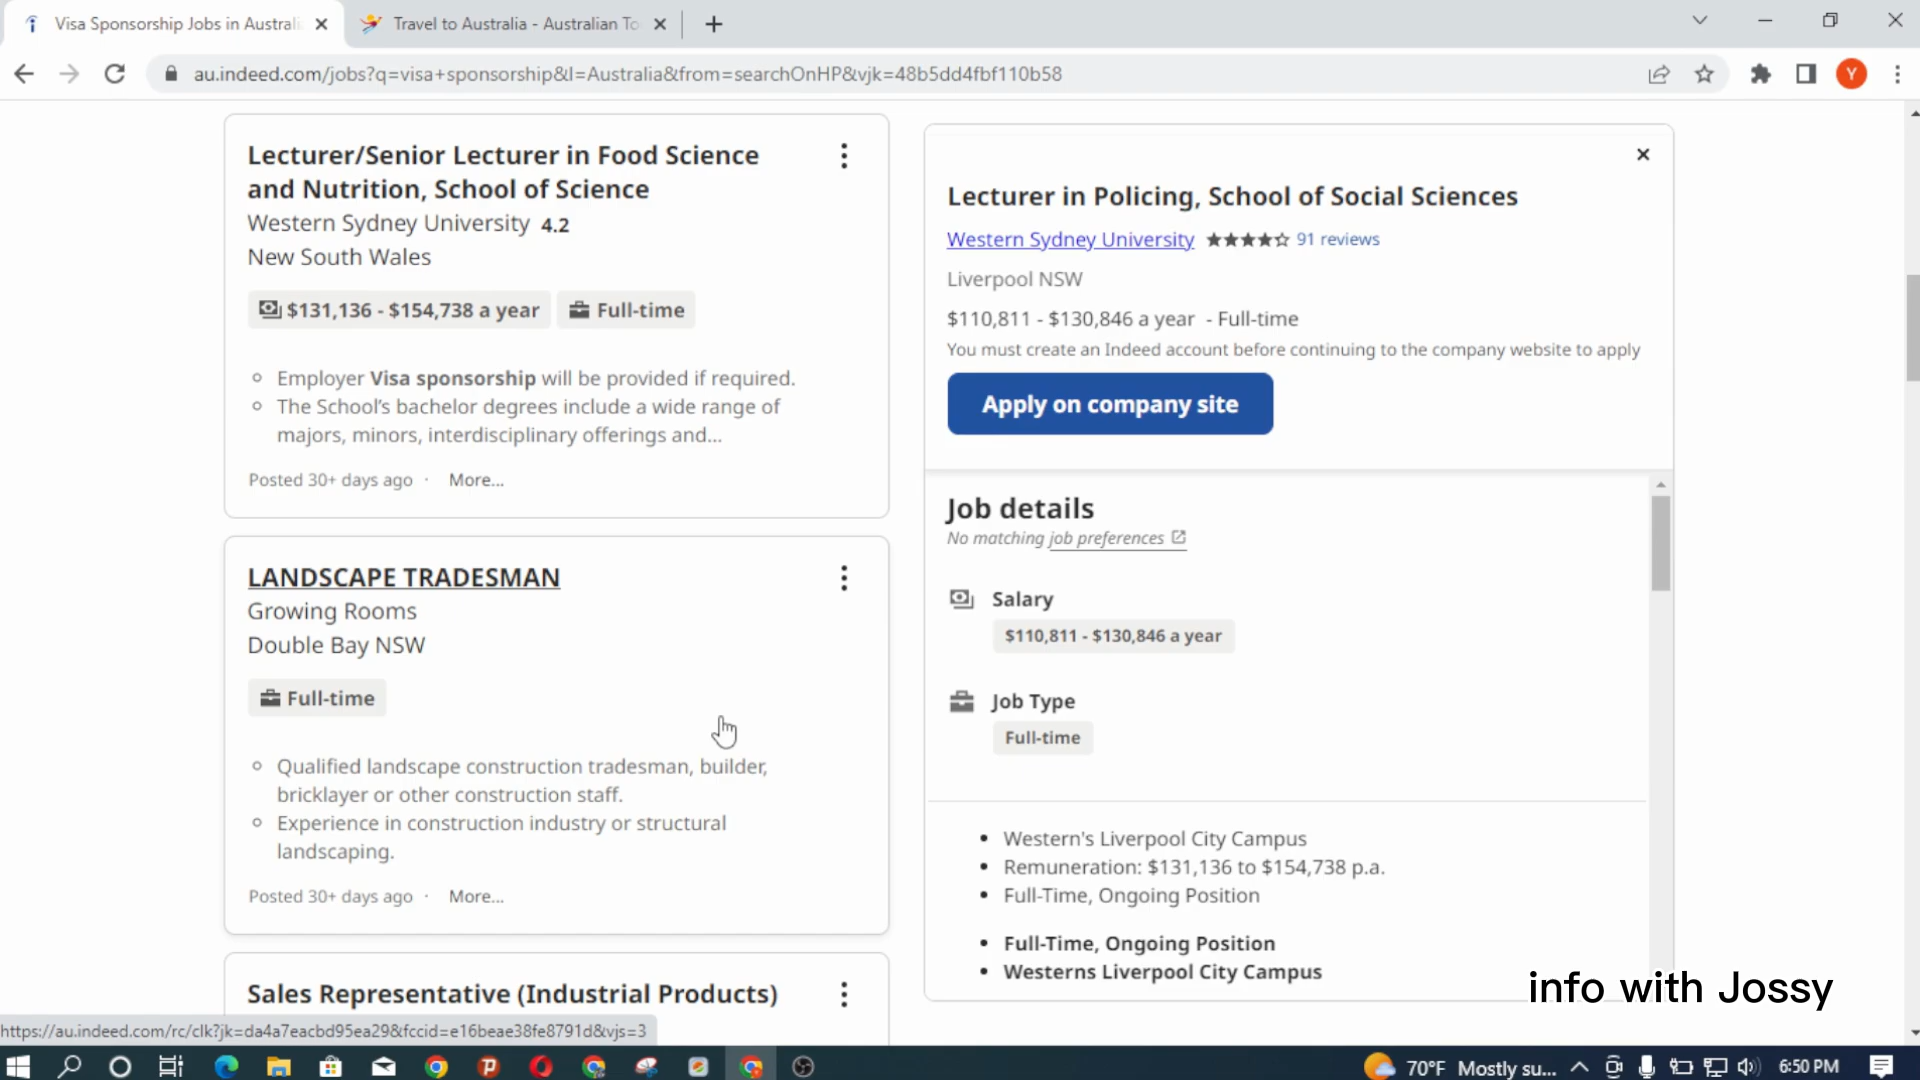 Visa Sponsorship Jobs in Australi
Travel to Australia - Australian To
au.indeed.com/jobs?q=visa+sponsorship&l=Australia&from=searchOnHP&vjk=48b5dd4fbf110b58
Y
Lecturer/Senior Lecturer in Food Science
and Nutrition, School of Science
Western Sydney University 4.2
New South Wales
$131,136 - $154,738 a year Full-time
Employer Visa sponsorship will be provided if required.
The School's bachelor degrees include a wide range of
majors, minors, interdisciplinary offerings and...
Posted 30+ days ago · More...
LANDSCAPE TRADESMAN
Growing Rooms
Double Bay NSW
Full-time
Qualified landscape construction tradesman, builder,
bricklayer or other construction staff.
Experience in construction industry or structural
landscaping.
Posted 30+ days ago · More...
Sales Representative (Industrial Products)
Lecturer in Policing, School of Social Sciences
Western Sydney University 91 reviews
Liverpool NSW
$110,811 - $130,846 a year - Full-time
You must create an Indeed account before continuing to the company website to apply
Apply on company site
Job details
No matching job preferences
Salary
$110,811 - $130,846 a year
Job Type
Full-time
Western's Liverpool City Campus
Remuneration: $131,136 to $154,738 p.a.
Full-Time, Ongoing Position
Full-Time, Ongoing Position
Westerns Liverpool City Campus
info with Jossy
https://au.indeed.com/rc/clk?jk=da4a7eacbd95ea29&fccid=e16beae38fe8791d&vjs=3
70°F Mostly su... 6:50 PM